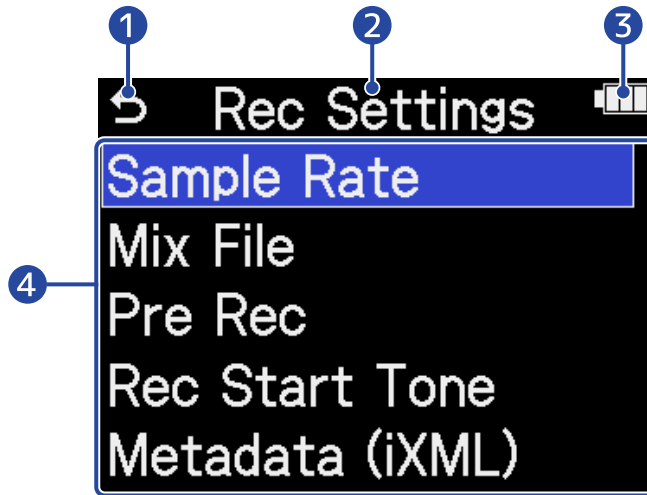 1 2 3
Rec Settings
Sample Rate
Mix File
4
Pre Rec
Rec Start Tone
Metadata (iXML)